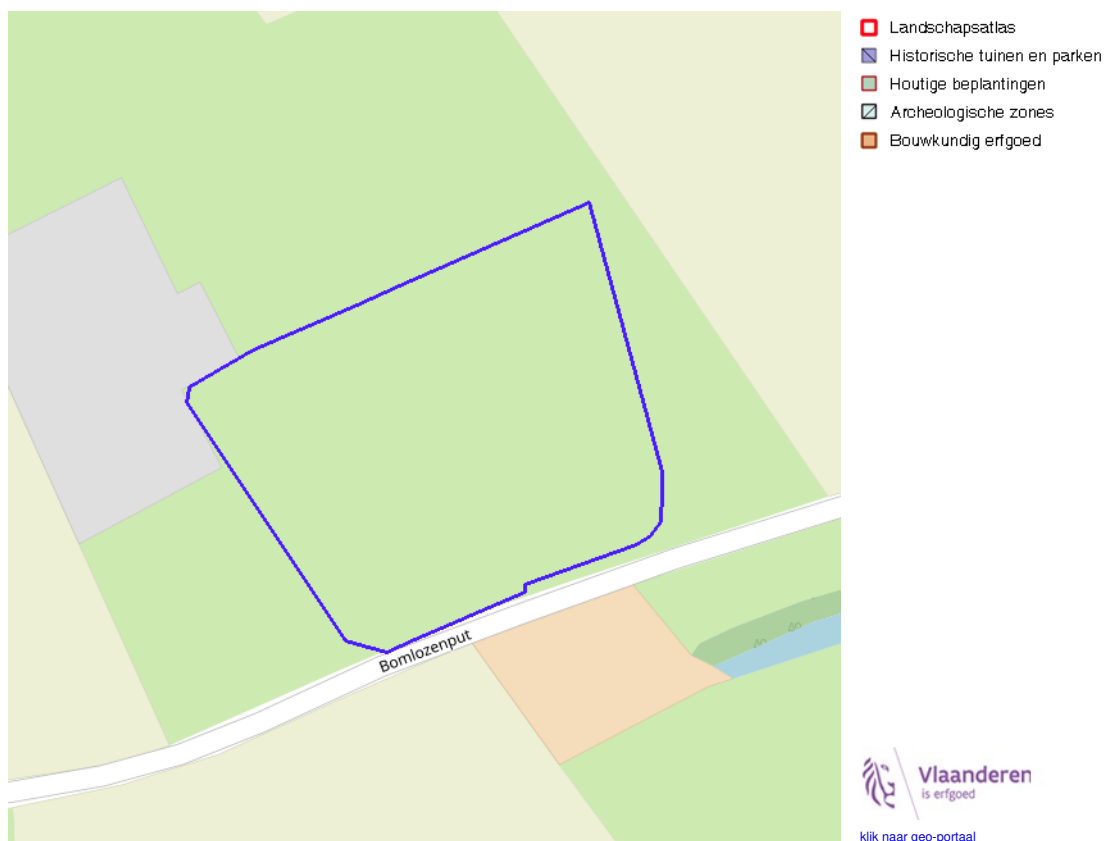 Landschapsatlas
Historische tuinen en parken
Houtige beplantingen
Archeologische zones
Bouwkundig erfgoed
Bomlozenput
Vlaanderen
is erfgoed
klik naar geo-portaal